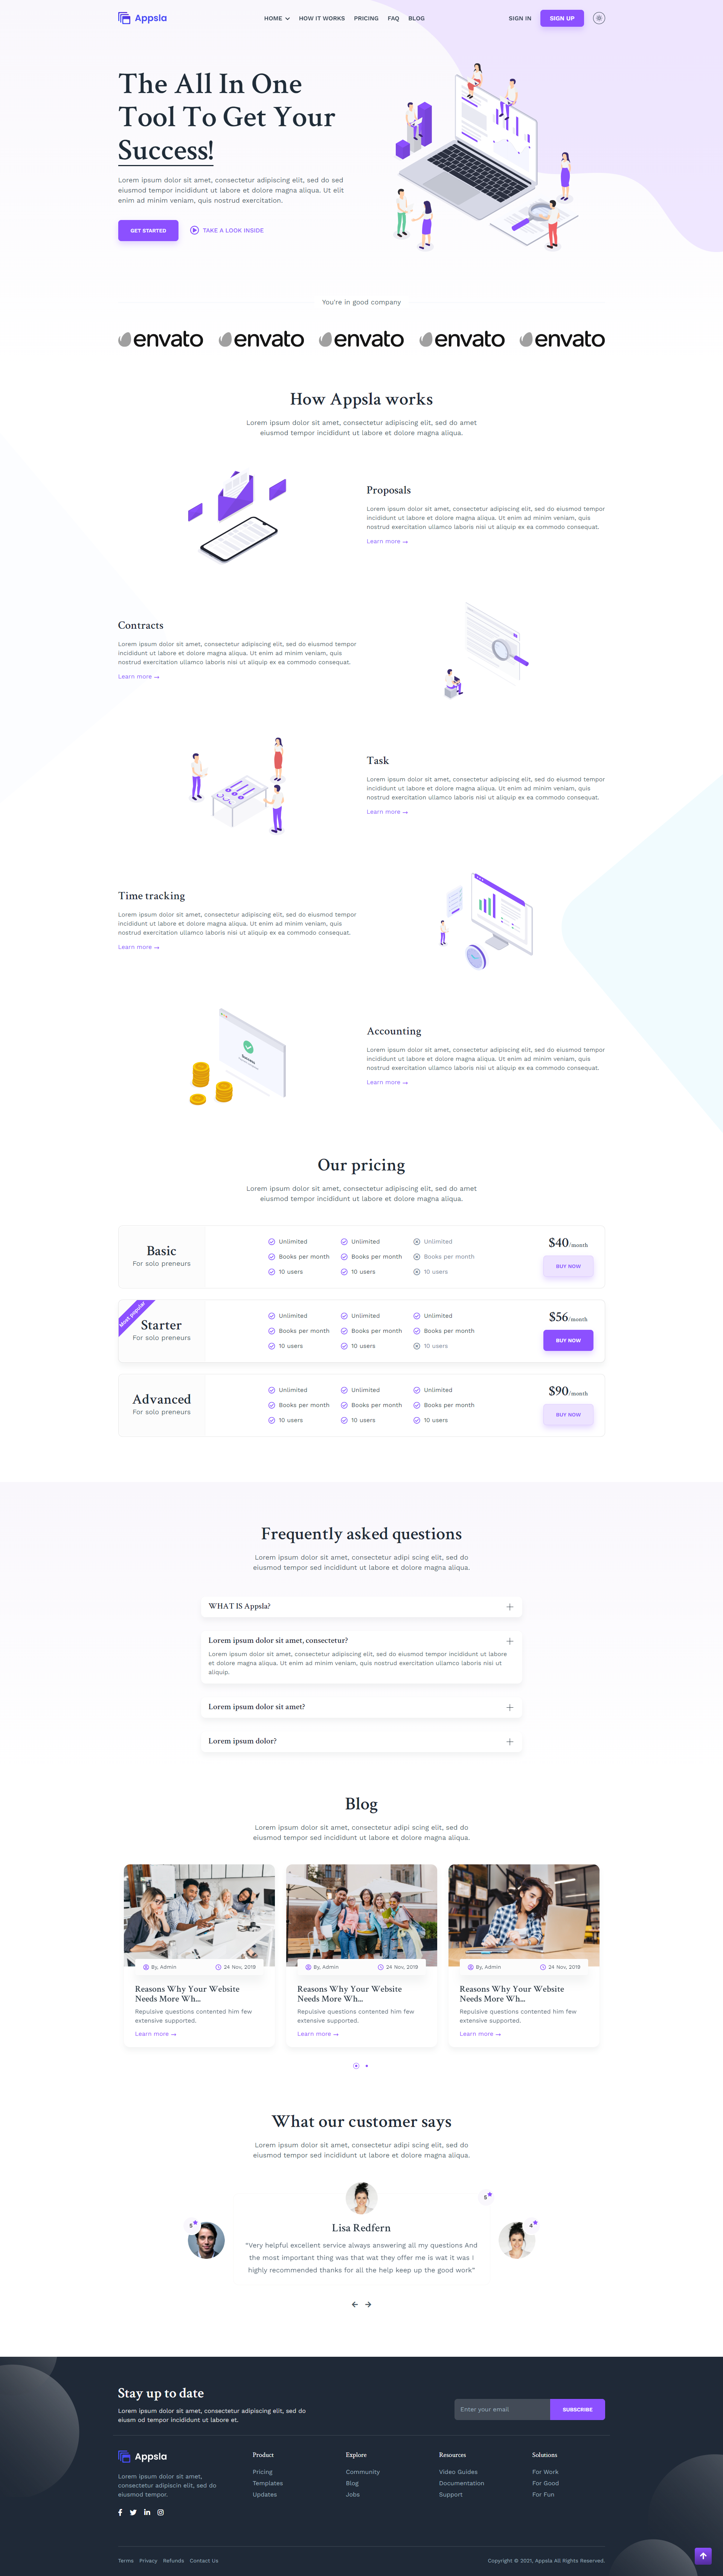 Appsla
HOME HOW IT WORKS PRICING FAQ BLOG
SIGN IN SIGN UP
The All In One
Tool To Get Your
Success!
Lorem ipsum dolor sit amet, consectetur adipiscing elit, sed do sed
eiusmod tempor incididunt ut labore et dolore magna aliqua. Ut elit
enim ad minim veniam, quis nostrud exercitation.
GET STARTED TAKE A LOOK INSIDE
You're in good company
envato envato envato envato envato
How Appsla works
Lorem ipsum dolor sit amet, consectetur adipiscing elit, sed do amet
eiusmod tempor incididunt ut labore et dolore magna aliqua.
Proposals
Lorem ipsum dolor sit amet, consectetur adipiscing elit, sed do eiusmod tempor
incididunt ut labore et dolore magna aliqua. Ut enim ad minim veniam, quis
nostrud exercitation ullamco laboris nisi ut aliquip ex ea commodo consequat.
Learn more →
Contracts
Lorem ipsum dolor sit amet, consectetur adipiscing elit, sed do eiusmod tempor
incididunt ut labore et dolore magna aliqua. Ut enim ad minim veniam, quis
nostrud exercitation ullamco laboris nisi ut aliquip ex ea commodo consequat.
Learn more →
Task
Lorem ipsum dolor sit amet, consectetur adipiscing elit, sed do eiusmod tempor
incididunt ut labore et dolore magna aliqua. Ut enim ad minim veniam, quis
nostrud exercitation ullamco laboris nisi ut aliquip ex ea commodo consequat.
Learn more →
Time tracking
Lorem ipsum dolor sit amet, consectetur adipiscing elit, sed do eiusmod tempor
incididunt ut labore et dolore magna aliqua. Ut enim ad minim veniam, quis
nostrud exercitation ullamco laboris nisi ut aliquip ex ea commodo consequat.
Learn more →
Success
Accounting
Lorem ipsum dolor sit amet, consectetur adipiscing elit, sed do eiusmod tempor
incididunt ut labore et dolore magna aliqua. Ut enim ad minim veniam, quis
nostrud exercitation ullamco laboris nisi ut aliquip ex ea commodo consequat.
Learn more →
Our pricing
Lorem ipsum dolor sit amet, consectetur adipiscing elit, sed do amet
eiusmod tempor incididunt ut labore et dolore magna aliqua.
Basic
For solo preneurs
Unlimited Unlimited Unlimited
Books per month Books per month Books per month
10 users 10 users 10 users
$40/month
BUY NOW
Most popular
Starter
For solo preneurs
Unlimited Unlimited Unlimited
Books per month Books per month Books per month
10 users 10 users 10 users
$56/month
BUY NOW
Advanced
For solo preneurs
Unlimited Unlimited Unlimited
Books per month Books per month Books per month
10 users 10 users 10 users
$90/month
BUY NOW
Frequently asked questions
Lorem ipsum dolor sit amet, consectetur adipi scing elit, sed do
eiusmod tempor sed incididunt ut labore et dolore magna aliqua.
WHAT IS Appsla?
Lorem ipsum dolor sit amet, consectetur?
Lorem ipsum dolor sit amet, consectetur adipiscing elit, sed do eiusmod tempor incididunt ut labore
et dolore magna aliqua. Ut enim ad minim veniam, quis nostrud exercitation ullamco laboris nisi ut
aliquip.
Lorem ipsum dolor sit amet?
Lorem ipsum dolor?
Blog
Lorem ipsum dolor sit amet, consectetur adipi scing elit, sed do
eiusmod tempor sed incididunt ut labore et dolore magna aliqua.
By, Admin 24 Nov, 2019
Reasons Why Your Website
Needs More Wh...
Repulsive questions contented him few
extensive supported.
Learn more →
By, Admin 24 Nov, 2019
Reasons Why Your Website
Needs More Wh...
Repulsive questions contented him few
extensive supported.
Learn more →
By, Admin 24 Nov, 2019
Reasons Why Your Website
Needs More Wh...
Repulsive questions contented him few
extensive supported.
Learn more →
What our customer says
Lorem ipsum dolor sit amet, consectetur adipi scing elit, sed do
eiusmod tempor sed incididunt ut labore et dolore magna aliqua.
5
5
4
Lisa Redfern
“Very helpful excellent service always answering all my questions And
the most important thing was that wat they offer me is wat it was I
highly recommended thanks for all the help keep up the good work”
Stay up to date
Lorem ipsum dolor sit amet, consectetur adipiscing elit, sed do
eiusm od tempor incididunt ut labore et.
Enter your email SUBSCRIBE
Appsla
Lorem ipsum dolor sit amet,
consectetur adipiscin elit, sed do
eiusmod tempor.
Product
Pricing
Templates
Updates
Explore
Community
Blog
Jobs
Resources
Video Guides
Documentation
Support
Solutions
For Work
For Good
For Fun
Terms Privacy Refunds Contact Us
Copyright © 2021, Appsla All Rights Reserved.